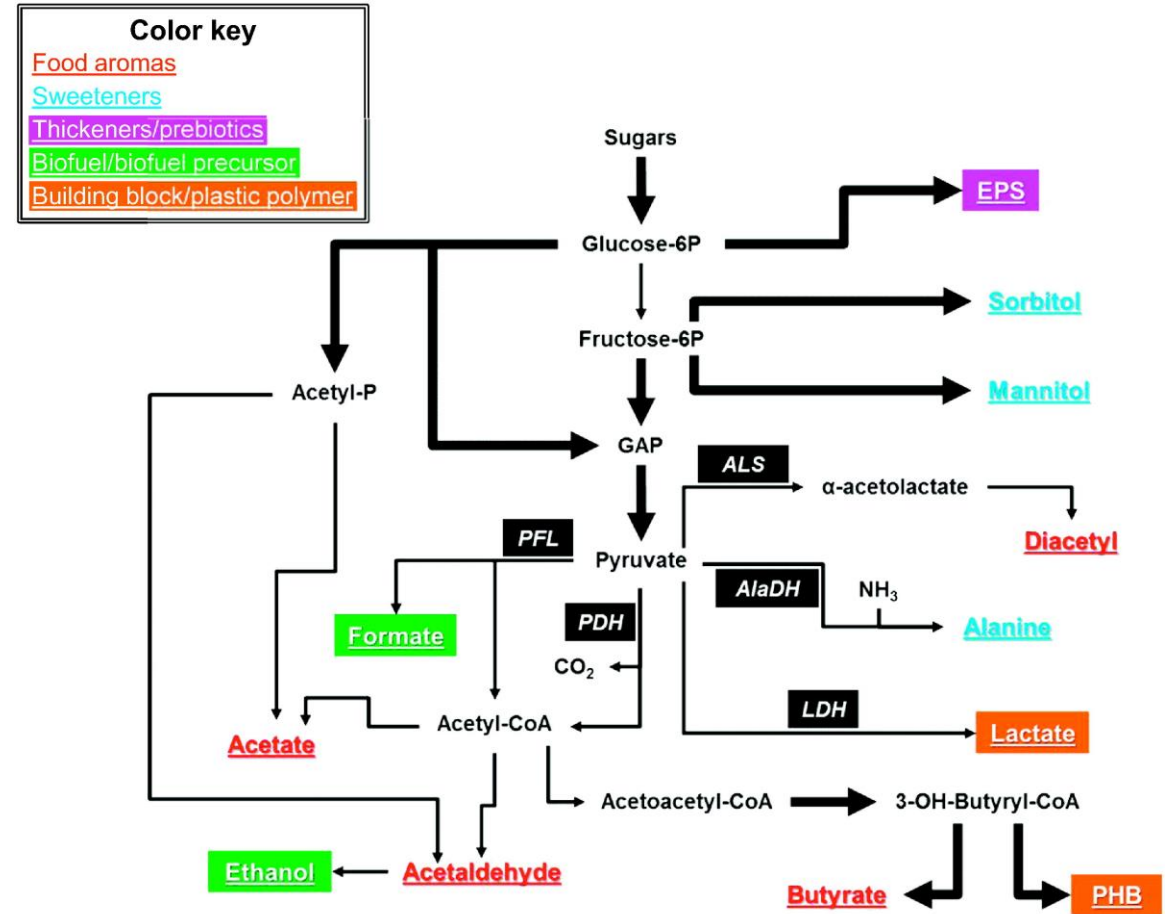 Color key
Food aromas
Sweeteners
Thickeners/prebiotics
Biofuel/biofuel precursor
Building block/plastic polymer
Sugars
EPS
Glucose-6P
Sorbitol
Fructose-6P
Acetyl-P
Mannitol
GAP
ALS
α-acetolactate
PFL
Pyruvate
Diacetyl
AlaDH
NH₃
PDH
Formate
Alanine
CO₂
LDH
Acetyl-CoA
Lactate
Acetate
Acetoacetyl-CoA
3-OH-Butyryl-CoA
Ethanol
Acetaldehyde
Butyrate
PHB